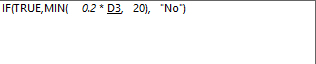 IF(TRUE,MIN( 0.2 * D3, 20), "No")